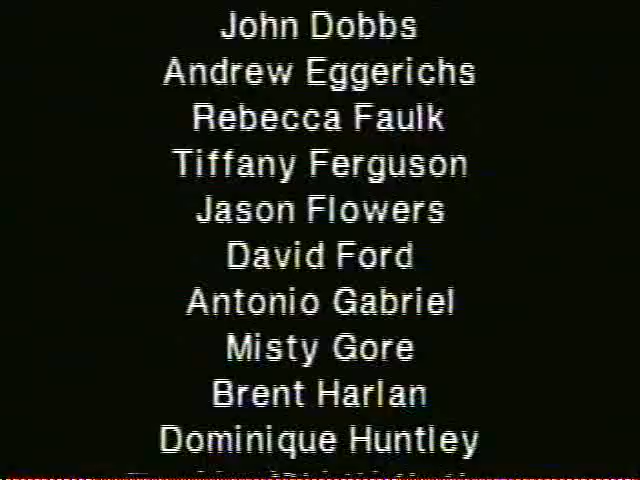 John Dobbs
Andrew Eggerichs
Rebecca Faulk
Tiffany Ferguson
Jason Flowers
David Ford
Antonio Gabriel
Misty Gore
Brent Harlan
Dominique Huntley